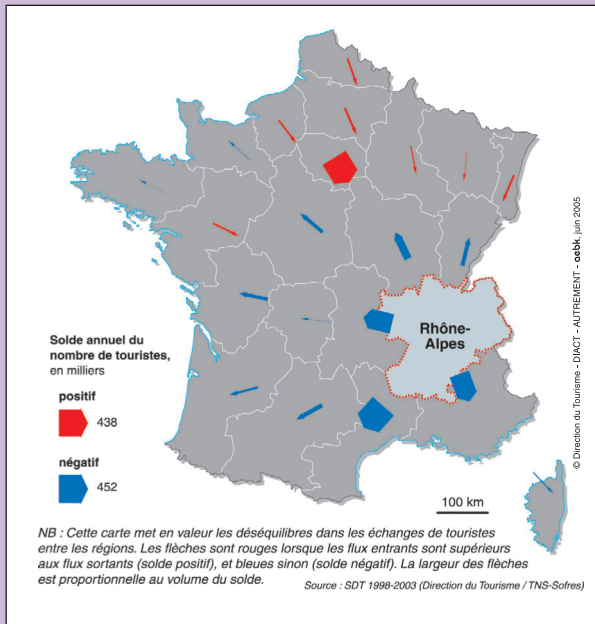 Rhône-
Alpes
Solde annuel du
nombre de touristes,
en milliers
positif
438
négatif
452
100 km
© Direction du Tourisme - DIACT - AUTREMENT - aebk, juin 2005
NB : Cette carte met en valeur les déséquilibres dans les échanges de touristes
entre les régions. Les flèches sont rouges lorsque les flux entrants sont supérieurs
aux flux sortants (solde positif), et bleues sinon (solde négatif). La largeur des flèches
est proportionnelle au volume du solde.
Source : SDT 1998-2003 (Direction du Tourisme / TNS-Sofres)